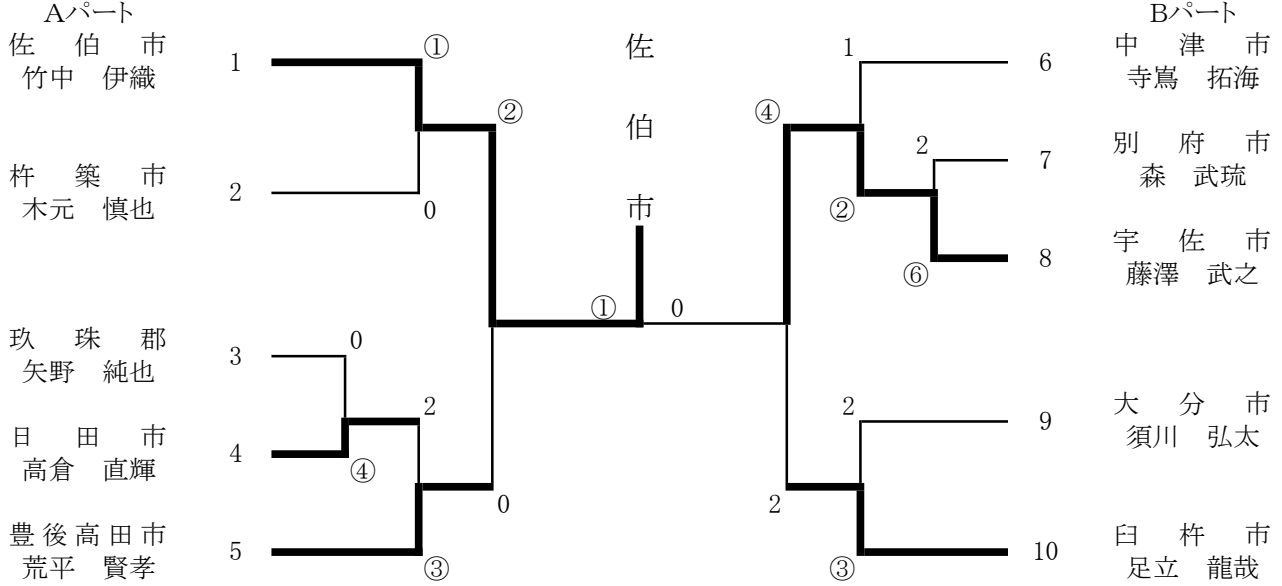 Aパート
佐伯市
竹中 伊織
1
①
杵築市
木元 慎也
2
0
②
玖珠郡
矢野 純也
3
0
日田市
高倉 直輝
4
④
2
豊後高田市
荒平 賢孝
5
③
0
佐伯市
①
0
Bパート
中津市
寺嶌 拓海
6
1
④
別府市
森 武琉
7
2
②
宇佐市
藤澤 武之
8
⑥
大分市
須川 弘太
9
2
臼杵市
足立 龍哉
10
③
2